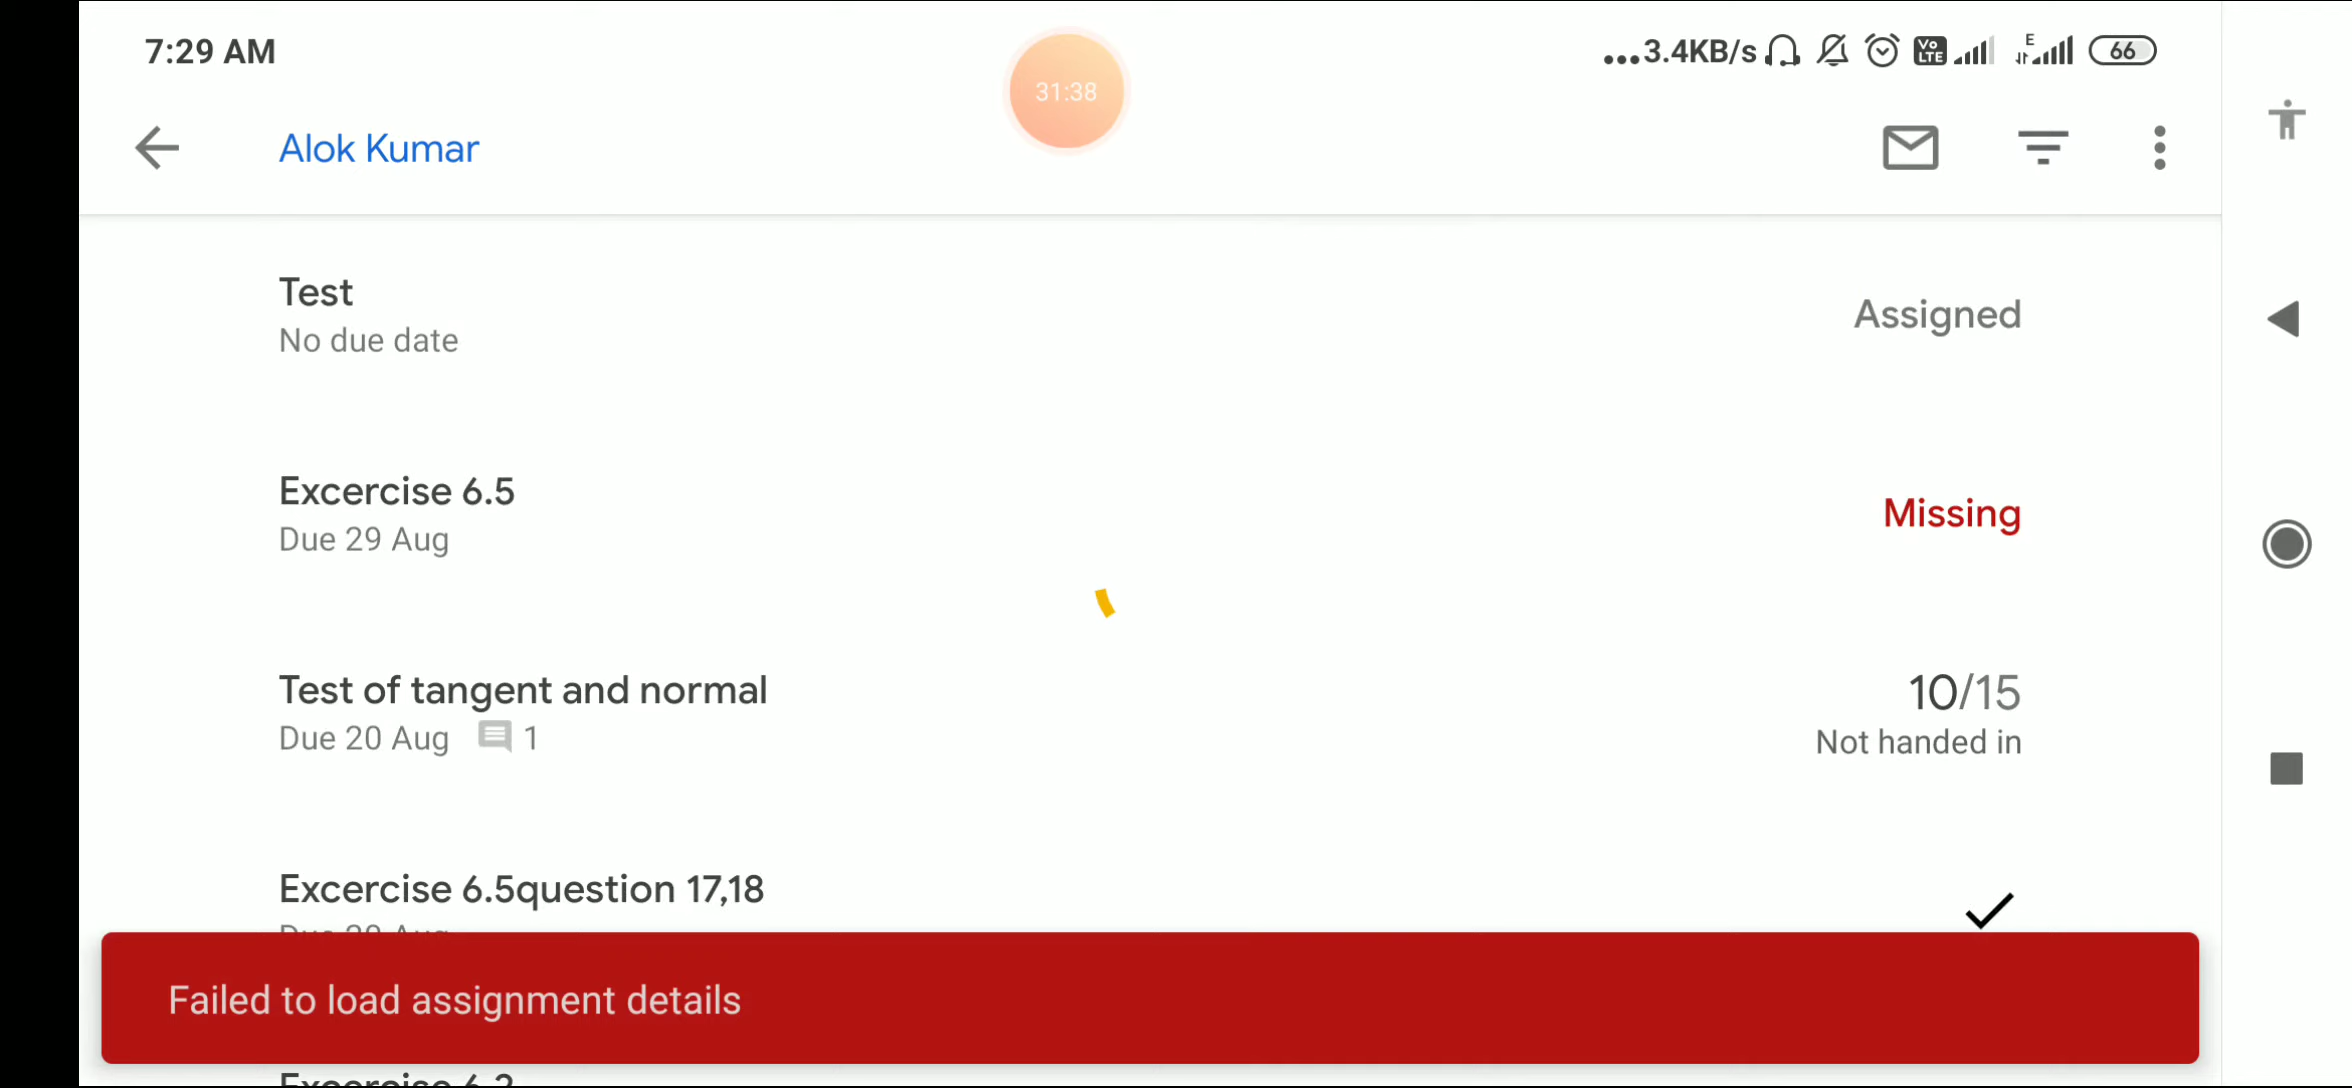 7:29 AM
...3.4KB/s
Vo LTE
E
66
31:38
Alok Kumar
Test
No due date
Assigned
Excercise 6.5
Due 29 Aug
Missing
Test of tangent and normal
Due 20 Aug
1
10/15
Not handed in
Excercise 6.5question 17,18
Failed to load assignment details